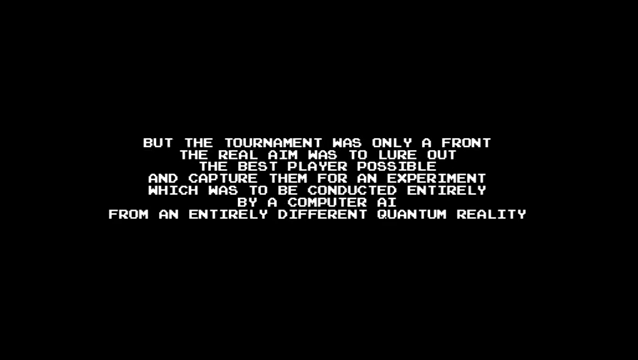 BUT THE TOURNAMENT WAS ONLY A FRONT
THE REAL AIM WAS TO LURE OUT
THE BEST PLAYER POSSIBLE
AND CAPTURE THEM FOR AN EXPERIMENT
WHICH WAS TO BE CONDUCTED ENTIRELY
BY A COMPUTER AI
FROM AN ENTIRELY DIFFERENT QUANTUM REALITY